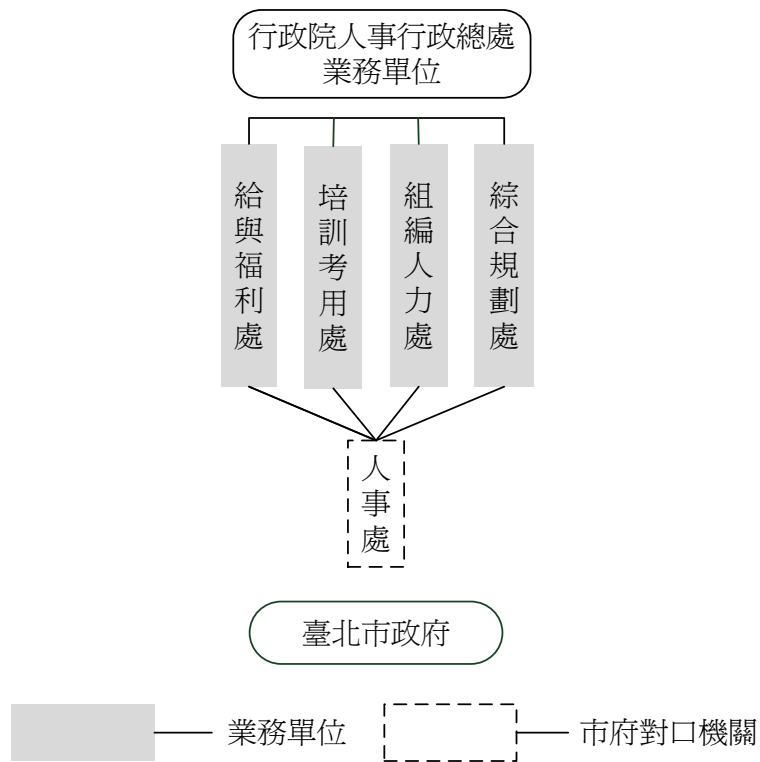 行政院人事行政總處
業務單位
給與福利處
培訓考用處
組編人力處
綜合規劃處
人事處
臺北市政府
業務單位
市府對口機關